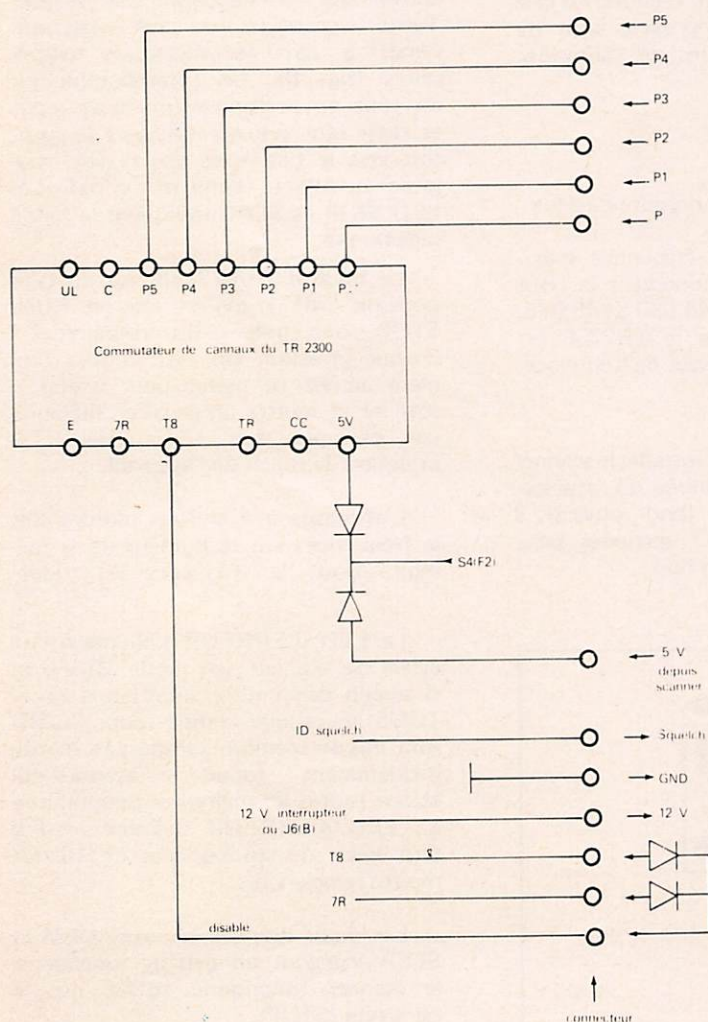 P5
P4
P3
P2
P1
P
UL C P5 P4 P3 P2 P1 P.
Commutateur de cannaux du TR 2300
E 7R T8 TR CC 5V
S4(F2)
5 V
depuis
scanner
ID squelch
Squelch
GND
12 V interrupteur
ou J6(B)
12 V
T8
7R
disable
connecteur